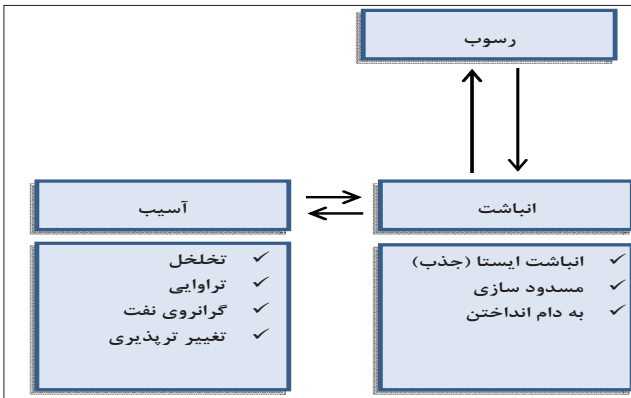 رسوب
انباشت
انباشت ایستا (جذب)
مسدود سازی
به دام انداختن
آسیب
تخلخل
تراوایی
گرانروی نفت
تغییر ترپذیری